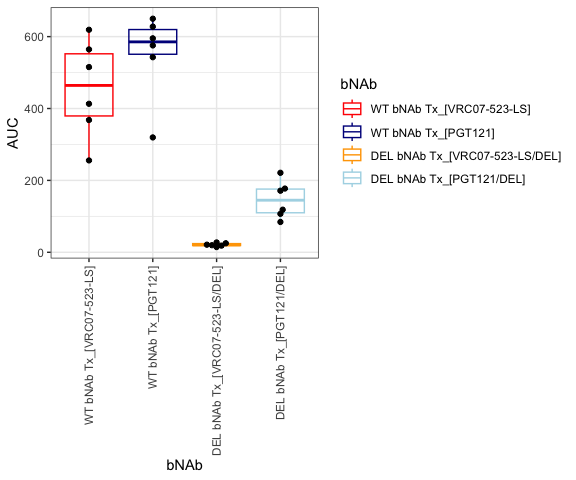 AUC
600
400
200
0
WT bNAb Tx_[VRC07-523-LS]
WT bNAb Tx_[PGT121]
DEL bNAb Tx_[VRC07-523-LS/DEL]
DEL bNAb Tx_[PGT121/DEL]
bNAb
bNAb
WT bNAb Tx_[VRC07-523-LS]
WT bNAb Tx_[PGT121]
DEL bNAb Tx_[VRC07-523-LS/DEL]
DEL bNAb Tx_[PGT121/DEL]